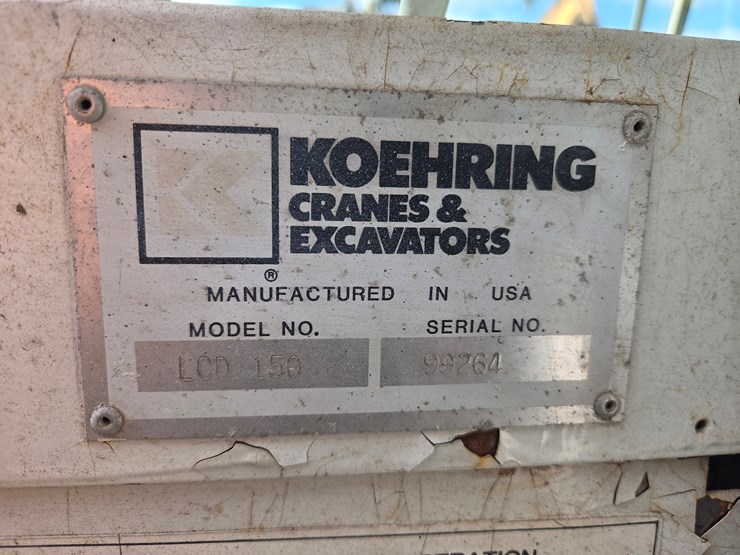 KOEHRING
CRANES &
EXCAVATORS
®
MANUFACTURED IN USA
MODEL NO. SERIAL NO.
LCD 150 99264